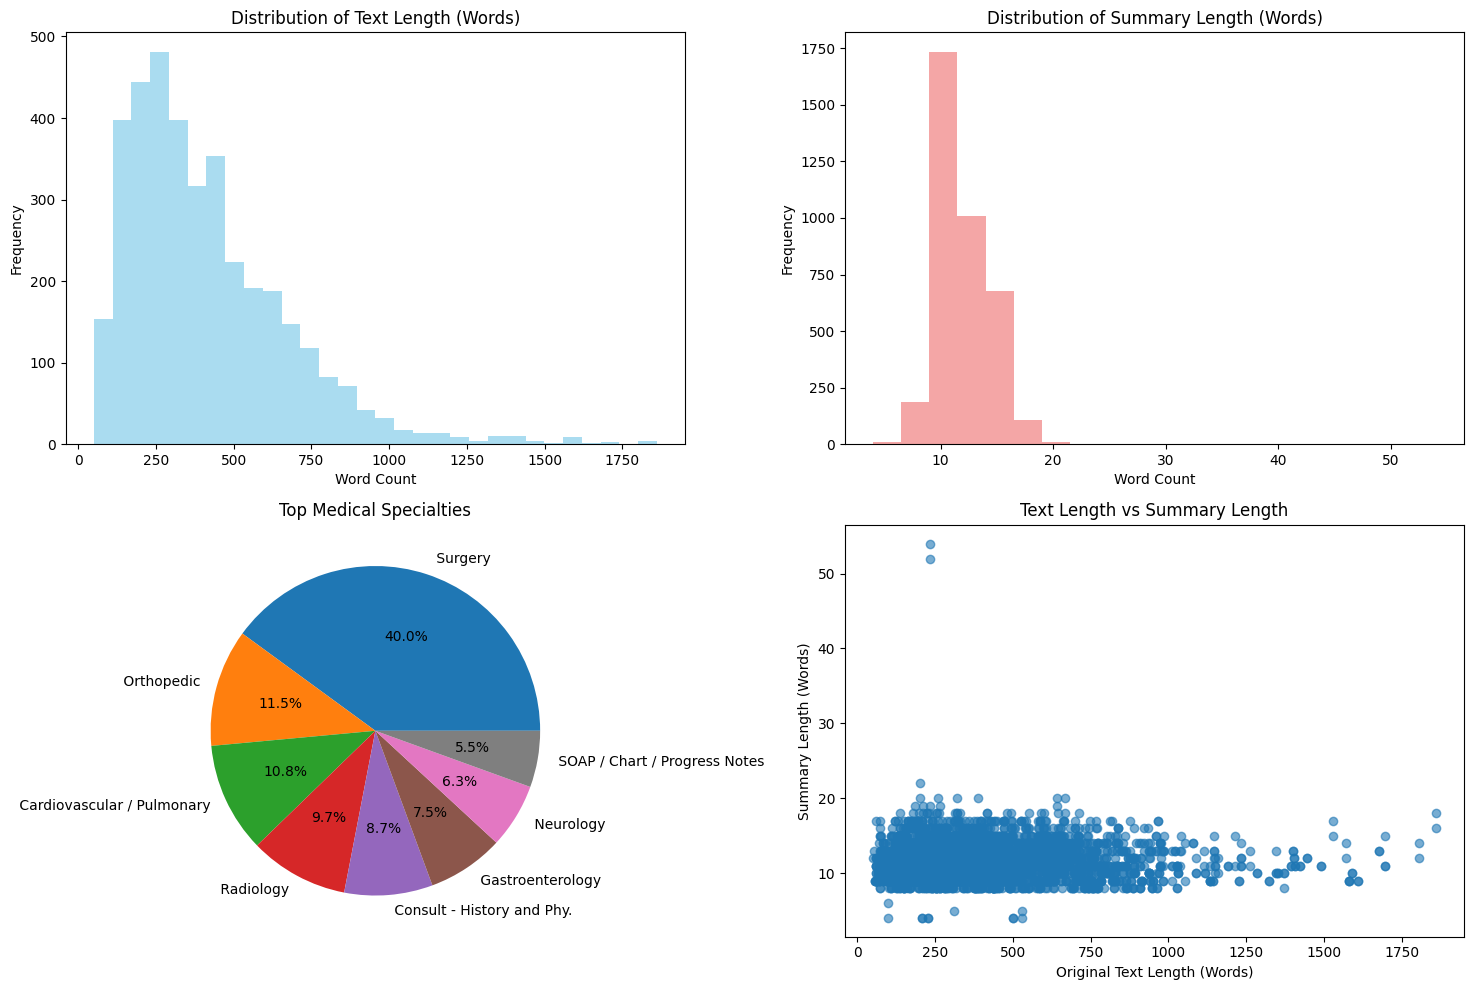 Distribution of Text Length (Words)
500
400
300
200
100
0
Frequency
0 250 500 750 1000 1250 1500 1750
Word Count
Distribution of Summary Length (Words)
1750
1500
1250
1000
750
500
250
0
Frequency
10 20 30 40 50
Word Count
Top Medical Specialties
Surgery
40.0%
Orthopedic
11.5%
Cardiovascular / Pulmonary
10.8%
Radiology
9.7%
Consult - History and Phy.
8.7%
Gastroenterology
7.5%
Neurology
6.3%
SOAP / Chart / Progress Notes
5.5%
Text Length vs Summary Length
50
40
30
20
10
Summary Length (Words)
0 250 500 750 1000 1250 1500 1750
Original Text Length (Words)